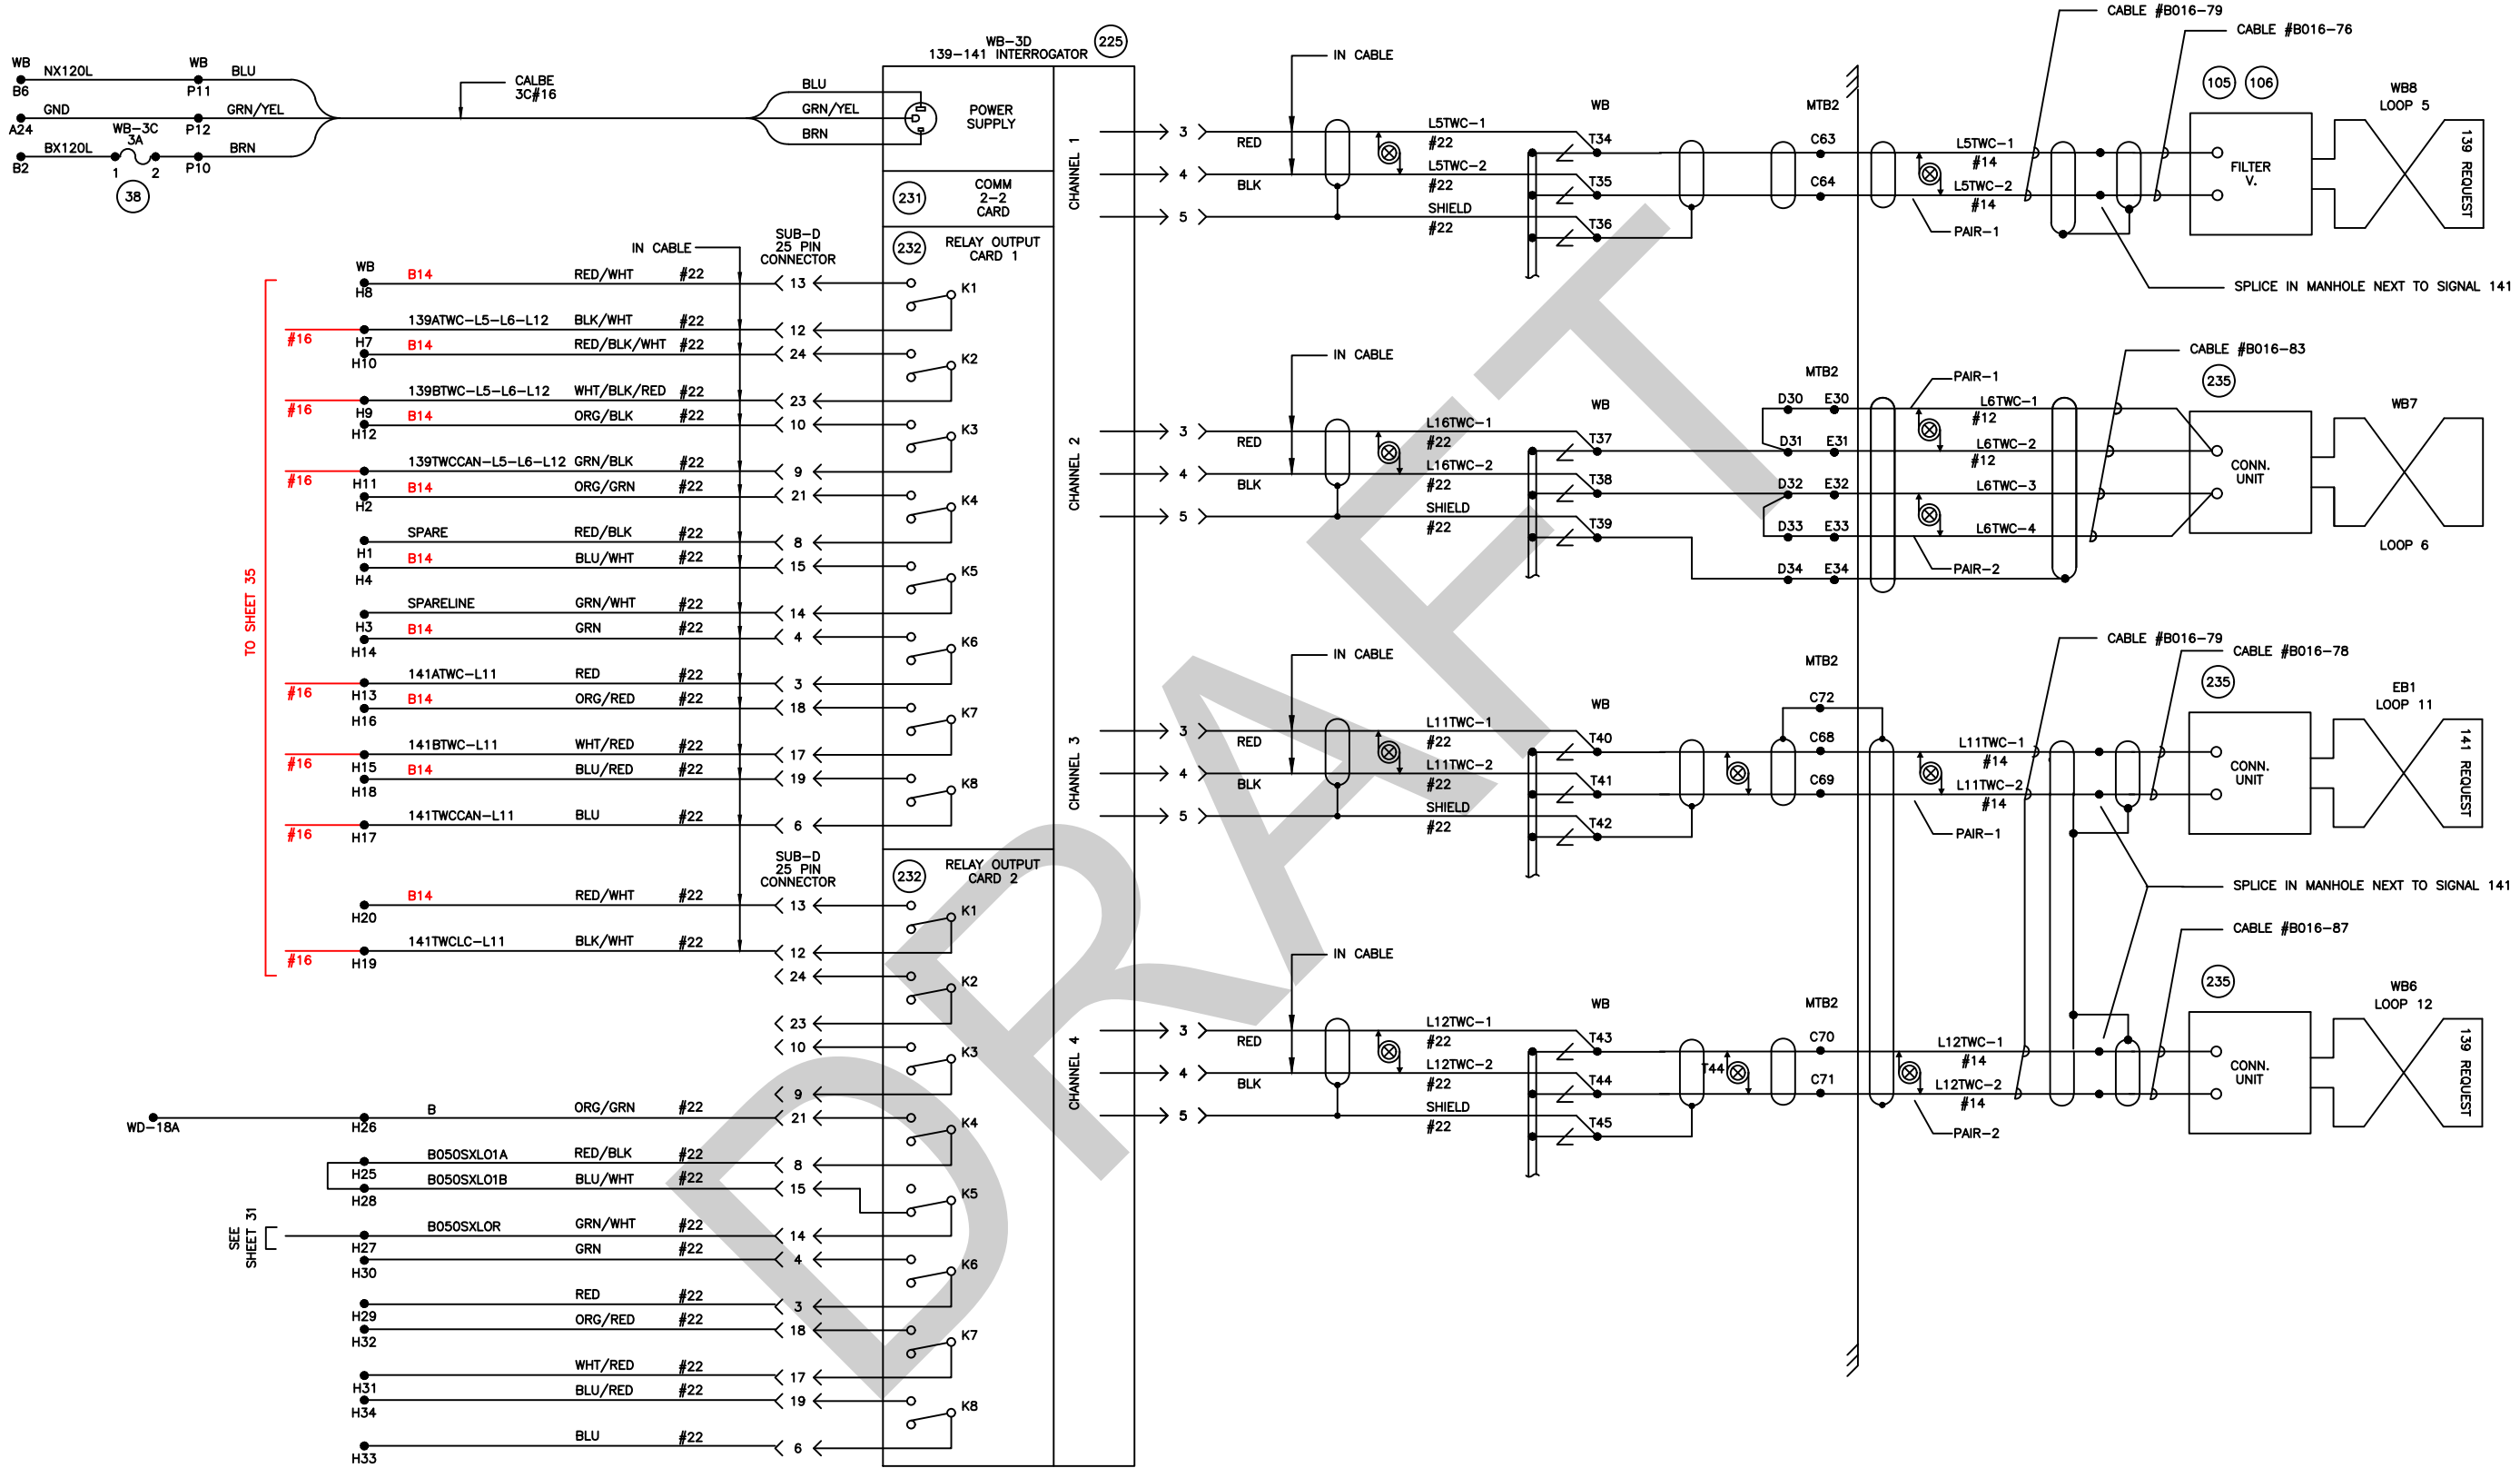 WB-3D
139-141 INTERROGATOR
225
WB
NX120L
B6
WB
P11
BLU
GND
A24
P12
GRN/YEL
WB-3C
3A
BX120L
B2
1
2
38
P10
BRN
CALBE
3C#16
BLU
GRN/YEL
BRN
POWER
SUPPLY
231
COMM
2-2
CARD
232
RELAY OUTPUT
CARD 1
IN CABLE
SUB-D
25 PIN
CONNECTOR
WB
H8
B14
RED/WHT
#22
13
K1
#16
H7
139ATWC-L5-L6-L12
BLK/WHT
#22
12
H10
B14
RED/BLK/WHT
#22
24
K2
#16
H9
139BTWC-L5-L6-L12
WHT/BLK/RED
#22
23
H12
B14
ORG/BLK
#22
10
K3
#16
H11
139TWCCAN-L5-L6-L12
GRN/BLK
#22
9
H2
B14
ORG/GRN
#22
21
K4
H1
SPARE
RED/BLK
#22
8
H4
B14
BLU/WHT
#22
15
K5
H3
SPARELINE
GRN/WHT
#22
14
H14
B14
GRN
#22
4
K6
#16
H13
141ATWC-L11
RED
#22
3
H16
B14
ORG/RED
#22
18
K7
#16
H15
141BTWC-L11
WHT/RED
#22
17
H18
B14
BLU/RED
#22
19
K8
#16
H17
141TWCCAN-L11
BLU
#22
6
TO SHEET 35
SUB-D
25 PIN
CONNECTOR
232
RELAY OUTPUT
CARD 2
H20
B14
RED/WHT
#22
13
K1
#16
H19
141TWCLC-L11
BLK/WHT
#22
12
24
K2
23
10
K3
9
WD-18A
H26
B
ORG/GRN
#22
21
K4
H25
B050SXLO1A
RED/BLK
#22
8
H28
B050SXLO1B
BLU/WHT
#22
15
K5
SEE
SHEET 31
H27
B050SXLOR
GRN/WHT
#22
14
H30
GRN
#22
4
K6
H29
RED
#22
3
H32
ORG/RED
#22
18
K7
H31
WHT/RED
#22
17
H34
BLU/RED
#22
19
K8
H33
BLU
#22
6
CHANNEL 1
3
RED
4
BLK
5
IN CABLE
L5TWC-1
#22
L5TWC-2
#22
SHIELD
#22
WB
T34
T35
T36
MTB2
C63
C64
L5TWC-1
#14
L5TWC-2
#14
PAIR-1
CABLE #B016-79
CABLE #B016-76
105
106
FILTER
V.
WB8
LOOP 5
139 REQUEST
SPLICE IN MANHOLE NEXT TO SIGNAL 141
CHANNEL 2
3
RED
4
BLK
5
IN CABLE
L16TWC-1
#22
L16TWC-2
#22
SHIELD
#22
WB
T37
T38
T39
MTB2
D30
E30
D31
E31
D32
E32
D33
E33
D34
E34
PAIR-1
L6TWC-1
#12
L6TWC-2
#12
L6TWC-3
L6TWC-4
PAIR-2
CABLE #B016-83
235
CONN.
UNIT
WB7
LOOP 6
CHANNEL 3
3
RED
4
BLK
5
IN CABLE
L11TWC-1
#22
L11TWC-2
#22
SHIELD
#22
WB
T40
T41
T42
MTB2
C72
C68
C69
L11TWC-1
#14
L11TWC-2
#14
PAIR-1
CABLE #B016-79
CABLE #B016-78
235
CONN.
UNIT
EB1
LOOP 11
141 REQUEST
SPLICE IN MANHOLE NEXT TO SIGNAL 141
CHANNEL 4
3
RED
4
BLK
5
IN CABLE
L12TWC-1
#22
L12TWC-2
#22
SHIELD
#22
WB
T43
T44
T45
T44
MTB2
C70
C71
L12TWC-1
#14
L12TWC-2
#14
PAIR-2
CABLE #B016-87
235
CONN.
UNIT
WB6
LOOP 12
139 REQUEST
DRAFT